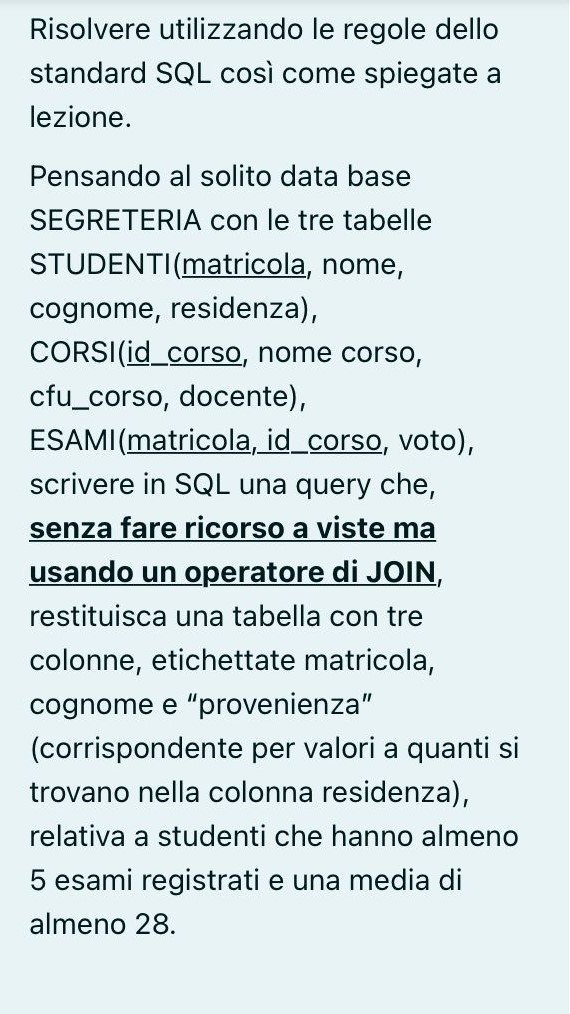 Risolvere utilizzando le regole dello
standard SQL così come spiegate a
lezione.
Pensando al solito data base
SEGRETERIA con le tre tabelle
STUDENTI(matricola, nome,
cognome, residenza),
CORSI(id_corso, nome corso,
cfu_corso, docente),
ESAMI(matricola, id_corso, voto),
scrivere in SQL una query che,
senza fare ricorso a viste ma
usando un operatore di JOIN,
restituisca una tabella con tre
colonne, etichettate matricola,
cognome e “provenienza”
(corrispondente per valori a quanti si
trovano nella colonna residenza),
relativa a studenti che hanno almeno
5 esami registrati e una media di
almeno 28.